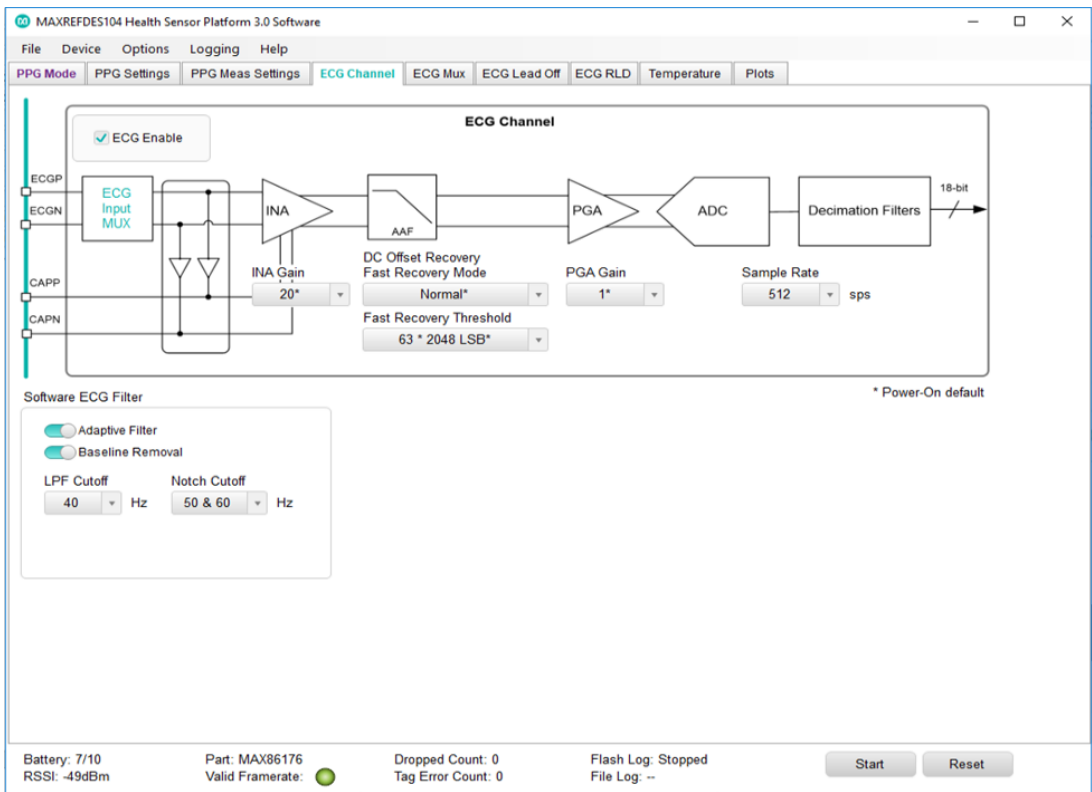 MAXREFDES104 Health Sensor Platform 3.0 Software
File Device Options Logging Help
PPG Mode PPG Settings PPG Meas Settings ECG Channel ECG Mux ECG Lead Off ECG RLD Temperature Plots
ECG Channel
ECG Enable
ECGP
ECGN
CAPP
CAPN
ECG
Input
MUX
INA
AAF
PGA
ADC
Decimation Filters
18-bit
INA Gain
20*
DC Offset Recovery
Fast Recovery Mode
Normal*
Fast Recovery Threshold
63 * 2048 LSB*
PGA Gain
1*
Sample Rate
512 sps
* Power-On default
Software ECG Filter
Adaptive Filter
Baseline Removal
LPF Cutoff Notch Cutoff
40 Hz 50 & 60 Hz
Battery: 7/10 Part: MAX86176 Dropped Count: 0 Flash Log: Stopped
RSSI: -49dBm Valid Framerate: Tag Error Count: 0 File Log: --
Start Reset